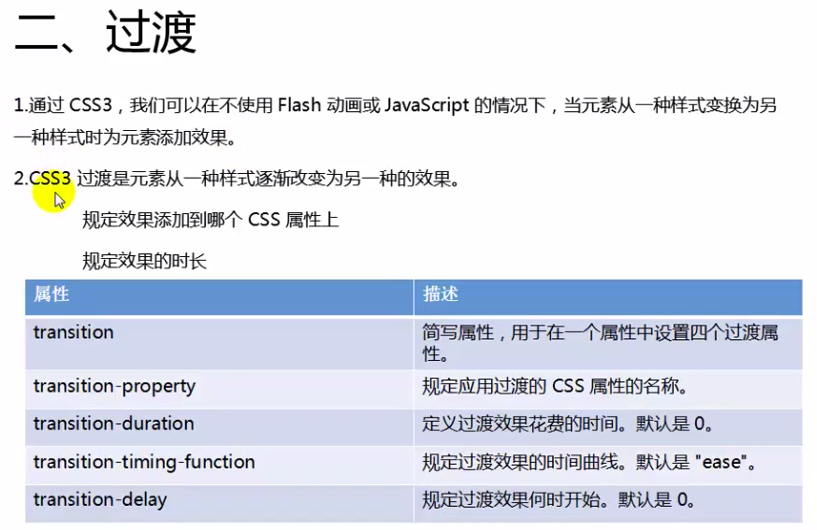 二、过渡
1.通过 CSS3，我们可以在不使用 Flash 动画或 JavaScript 的情况下，当元素从一种样式变换为另
一种样式时为元素添加效果。
2.CSS3 过渡是元素从一种样式逐渐改变为另一种的效果。
规定效果添加到哪个 CSS 属性上
规定效果的时长
属性 描述
transition 简写属性，用于在一个属性中设置四个过渡属
性。
transition-property 规定应用过渡的 CSS 属性的名称。
transition-duration 定义过渡效果花费的时间。默认是 0。
transition-timing-function 规定过渡效果的时间曲线。默认是 "ease"。
transition-delay 规定过渡效果何时开始。默认是 0。